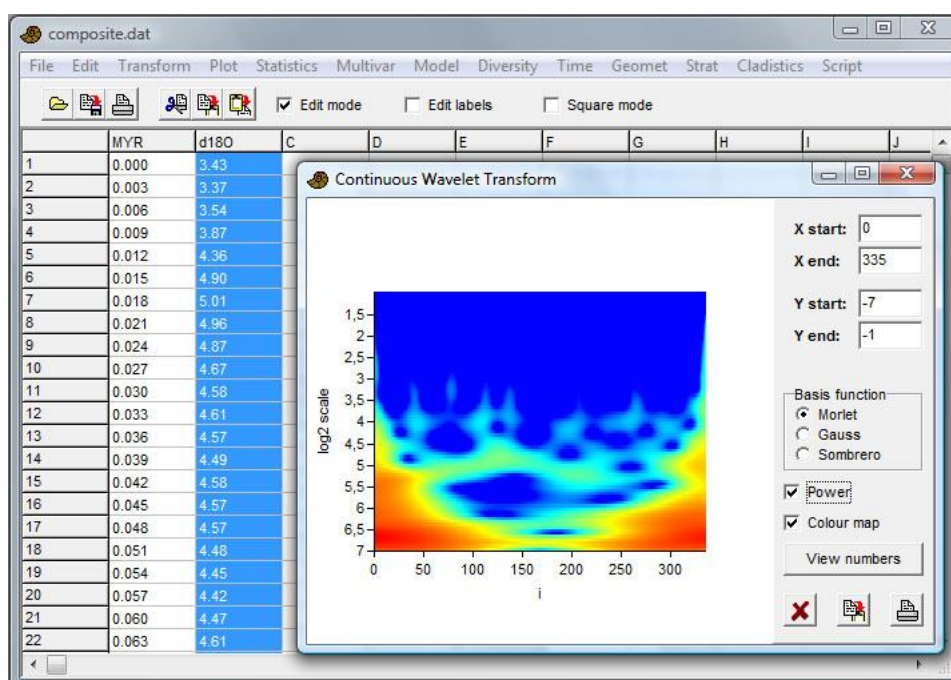 composite.dat
File Edit Transform Plot Statistics Multivar Model Diversity Time Geomet Strat Cladistics Script
Edit mode Edit labels Square mode
MYR d18O C D E F G H I J
1 0.000 3.43
2 0.003 3.37
3 0.006 3.54
4 0.009 3.87
5 0.012 4.36
6 0.015 4.90
7 0.018 5.01
8 0.021 4.96
9 0.024 4.87
10 0.027 4.67
11 0.030 4.58
12 0.033 4.61
13 0.036 4.57
14 0.039 4.49
15 0.042 4.58
16 0.045 4.57
17 0.048 4.57
18 0.051 4.48
19 0.054 4.45
20 0.057 4.42
21 0.060 4.47
22 0.063 4.61
Continuous Wavelet Transform
log2 scale
1,5
2
2,5
3
3,5
4
4,5
5
5,5
6
6,5
7
0 50 100 150 200 250 300
i
X start: 0
X end: 335
Y start: -7
Y end: -1
Basis function
Morlet
Gauss
Sombrero
Power
Colour map
View numbers